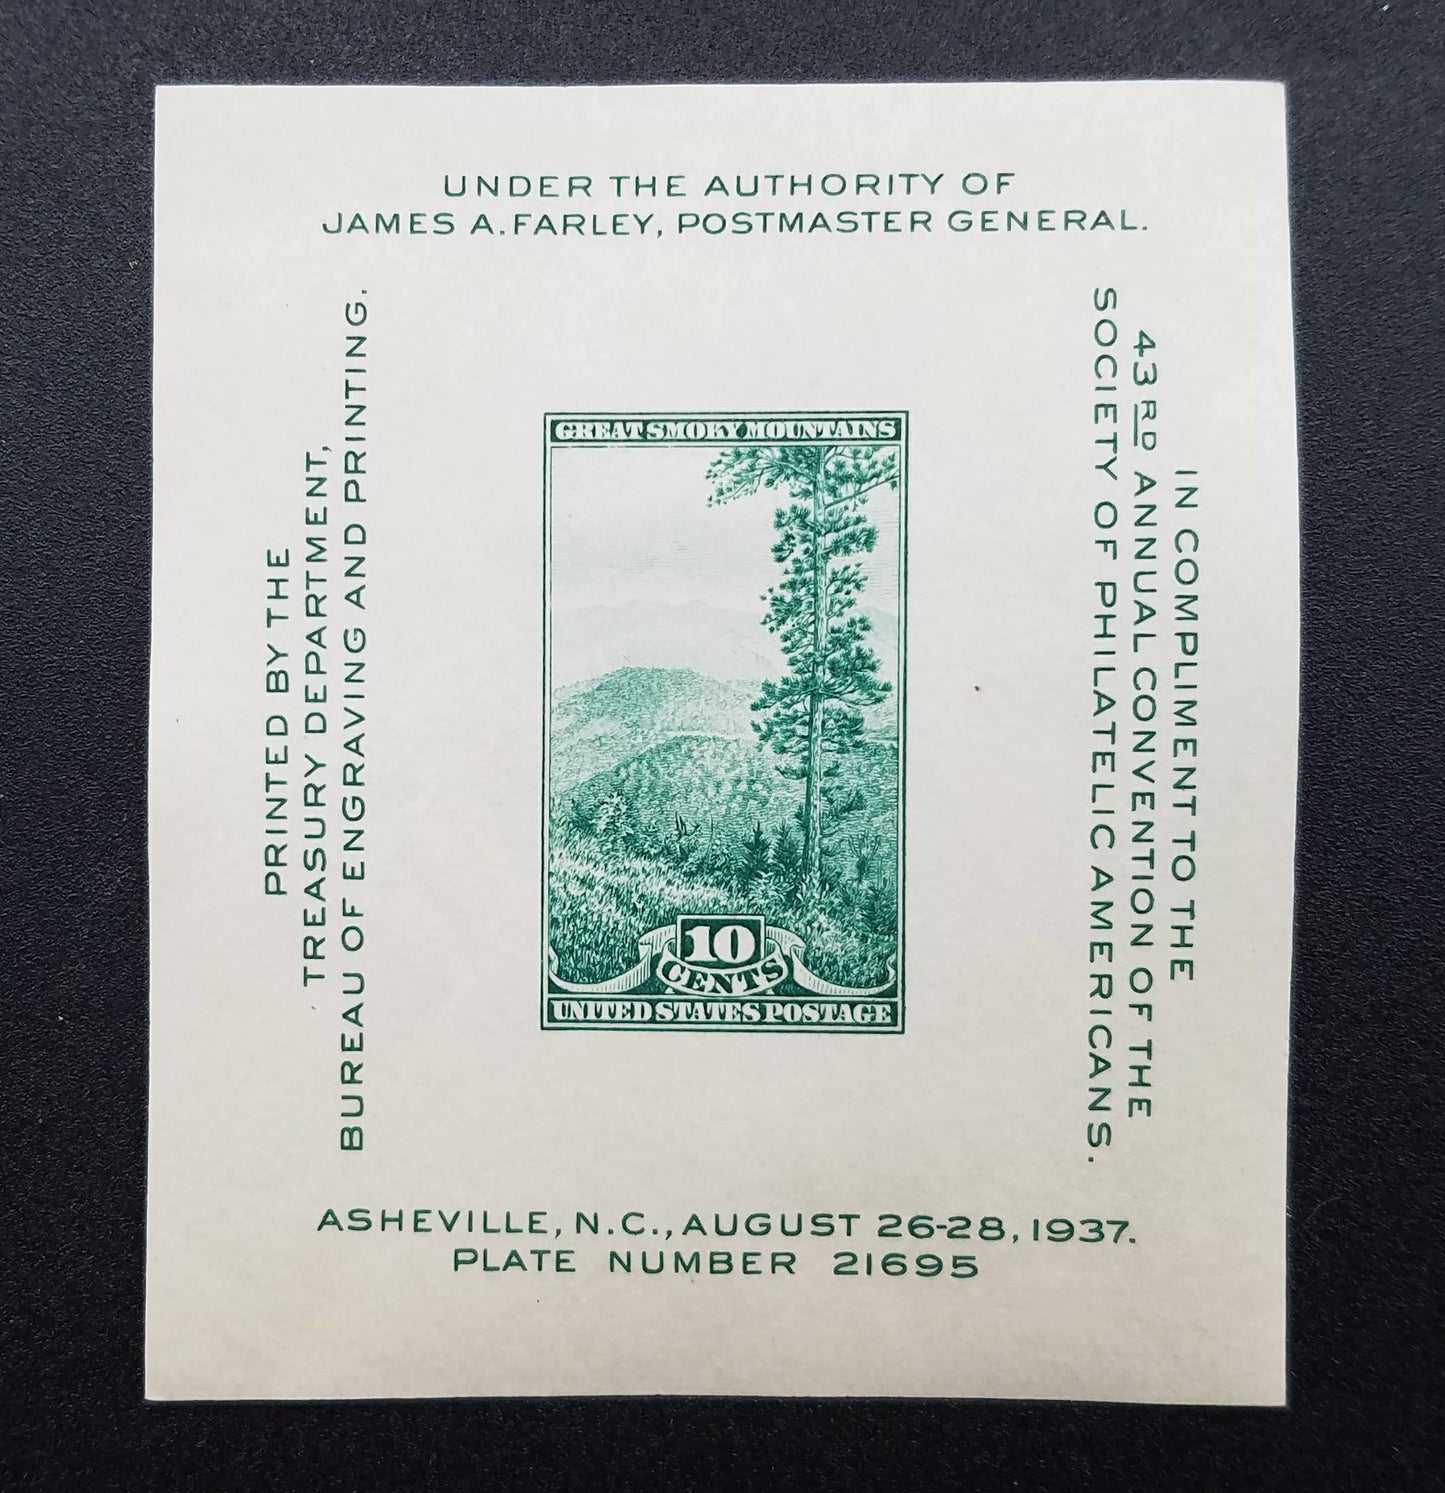 UNDER THE AUTHORITY OF
JAMES A. FARLEY, POSTMASTER GENERAL.
PRINTED BY THE
TREASURY DEPARTMENT,
BUREAU OF ENGRAVING AND PRINTING.
GREAT SMOKY MOUNTAINS
10
CENTS
UNITED STATES POSTAGE
IN COMPLIMENT TO THE
43RD ANNUAL CONVENTION OF THE
SOCIETY OF PHILATELIC AMERICANS.
ASHEVILLE, N.C., AUGUST 26-28, 1937.
PLATE NUMBER 21695